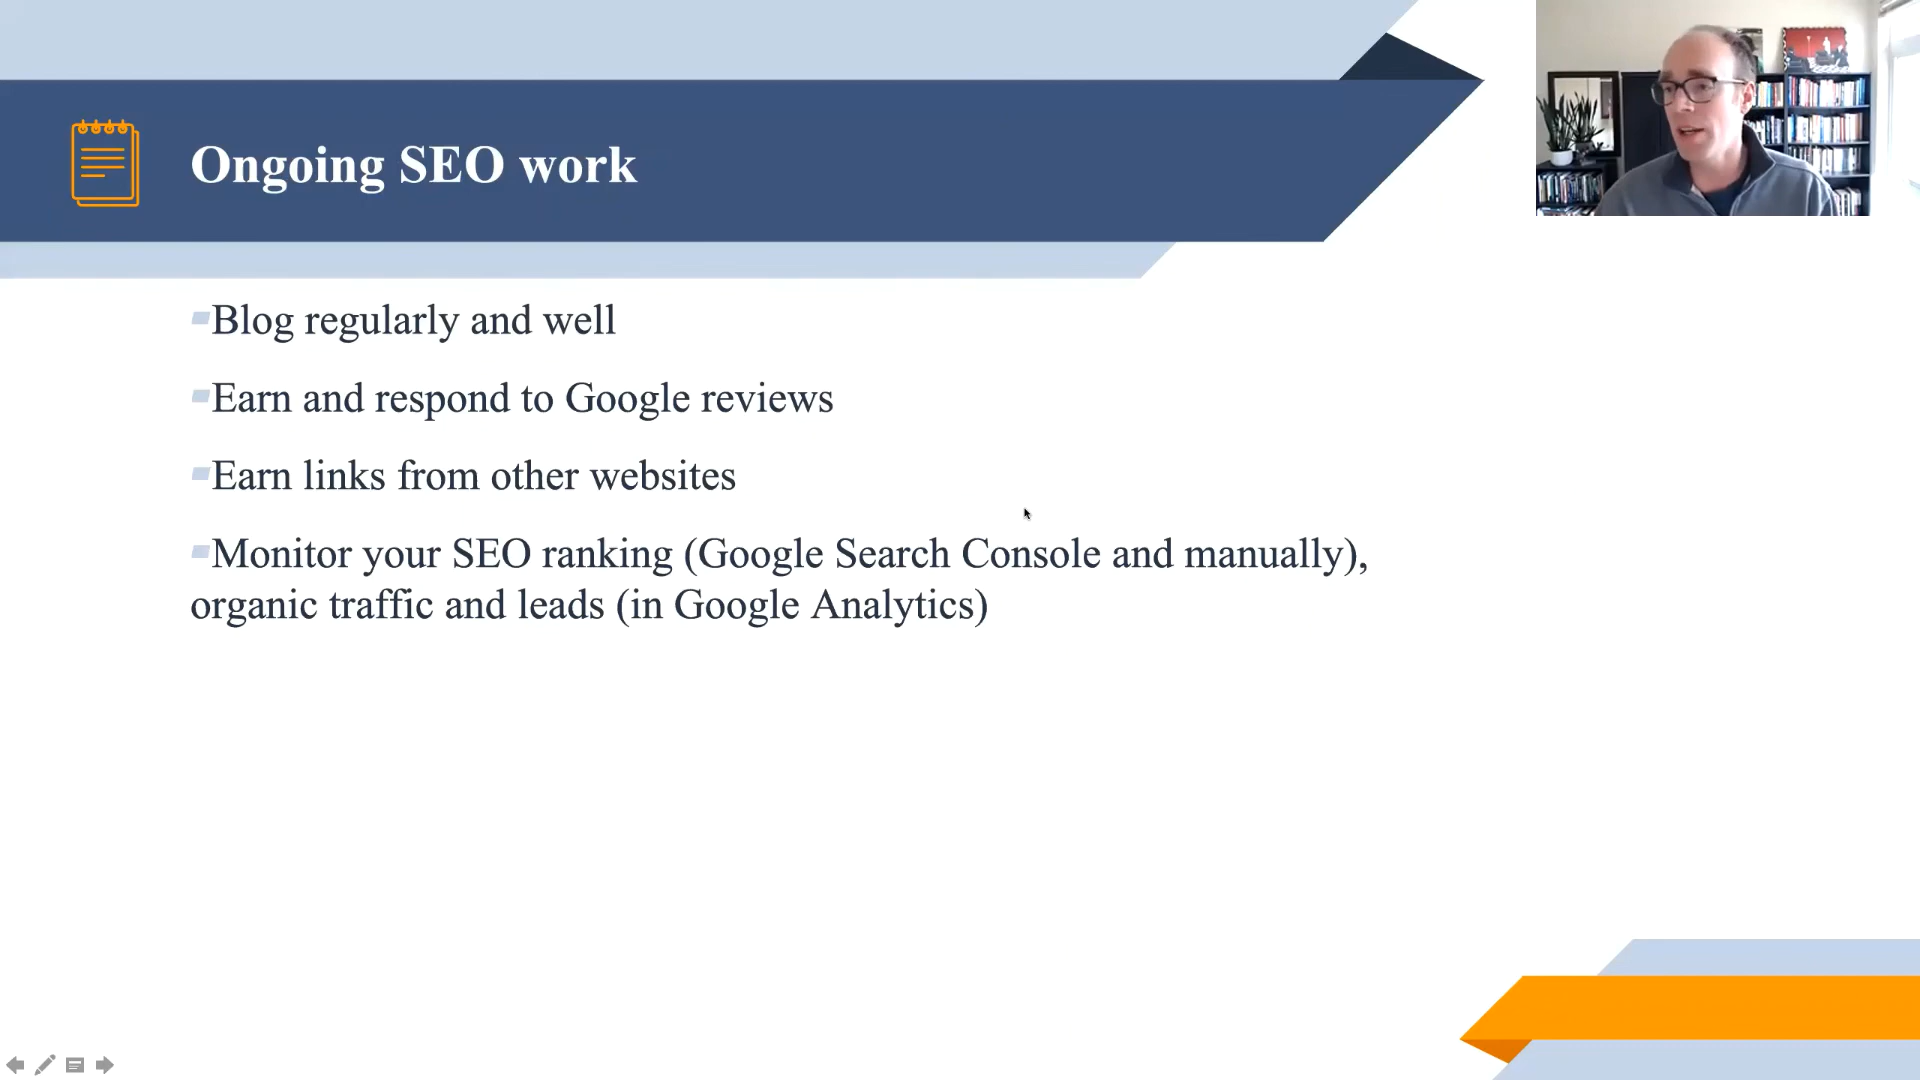 Ongoing SEO work
Blog regularly and well
Earn and respond to Google reviews
Earn links from other websites
Monitor your SEO ranking (Google Search Console and manually),
organic traffic and leads (in Google Analytics)